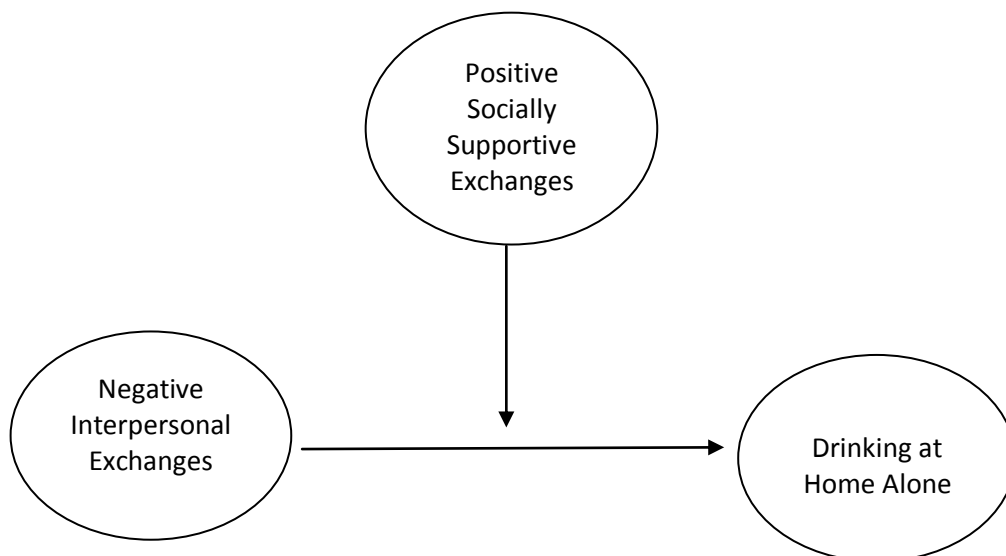 Positive
Socially
Supportive
Exchanges
Negative
Interpersonal
Exchanges
Drinking at
Home Alone